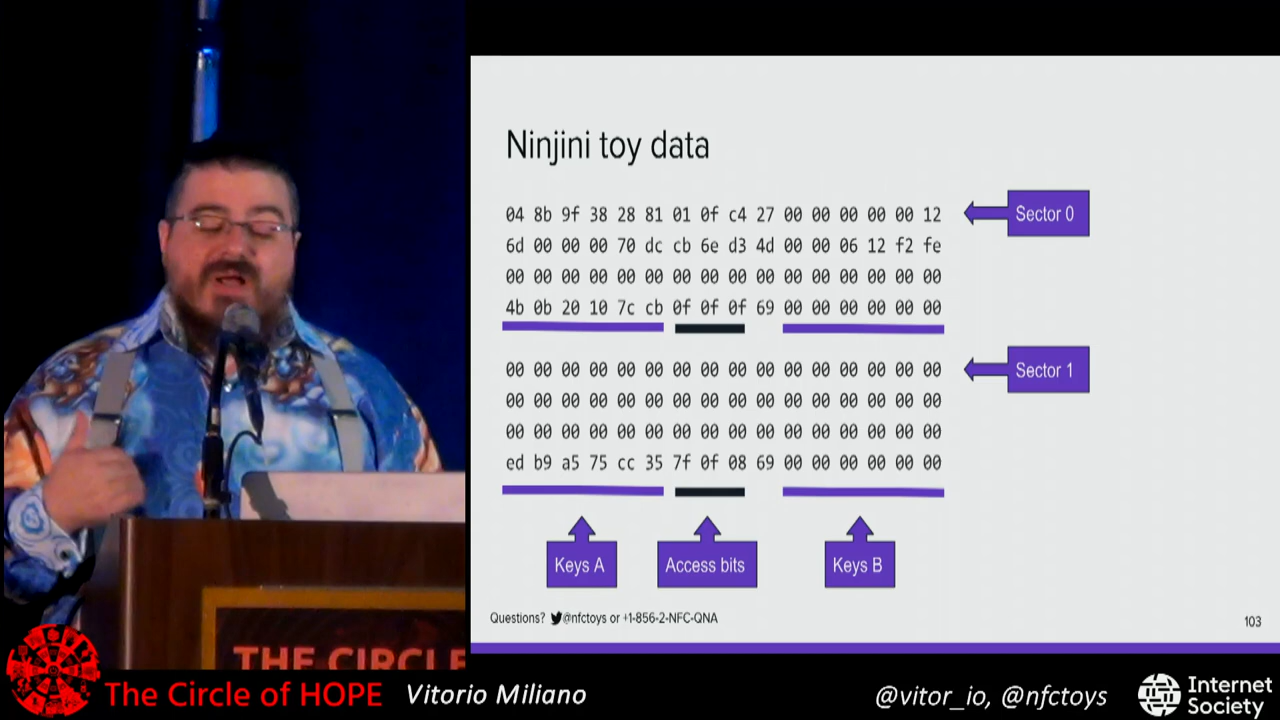 Ninjini toy data
04 8b 9f 38 28 81 01 0f c4 27 00 00 00 00 00 12
Sector 0
6d 00 00 00 70 dc cb 6e d3 4d 00 00 06 12 f2 fe
00 00 00 00 00 00 00 00 00 00 00 00 00 00 00 00
4b 0b 20 10 7c cb 0f 0f 0f 69 00 00 00 00 00 00
00 00 00 00 00 00 00 00 00 00 00 00 00 00 00 00
Sector 1
00 00 00 00 00 00 00 00 00 00 00 00 00 00 00 00
00 00 00 00 00 00 00 00 00 00 00 00 00 00 00 00
ed b9 a5 75 cc 35 7f 0f 08 69 00 00 00 00 00 00
Keys A
Access bits
Keys B
Questions? @nfctoys or +1-856-2-NFC-QNA
103
THE CIRCLE
The Circle of HOPE
Vitorio Miliano
@vitor_io, @nfctoys
Internet
Society